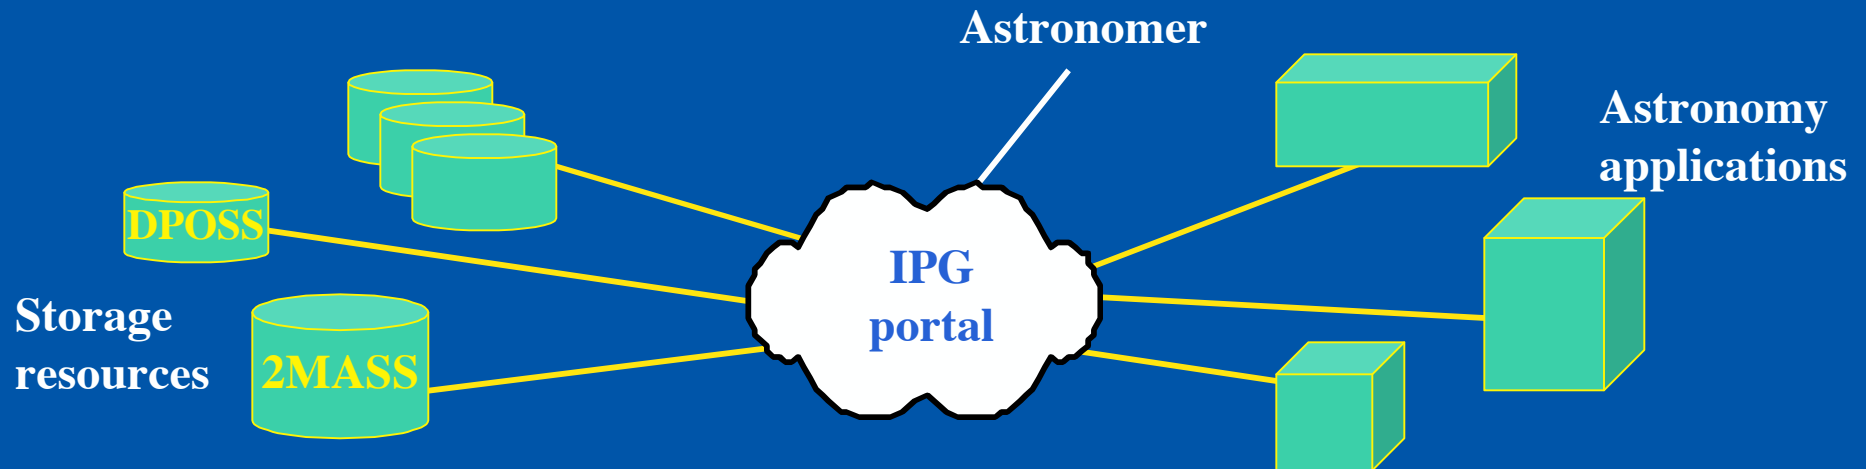 Astronomer
Astronomy
applications
DPOSS
IPG
portal
Storage
resources
2MASS